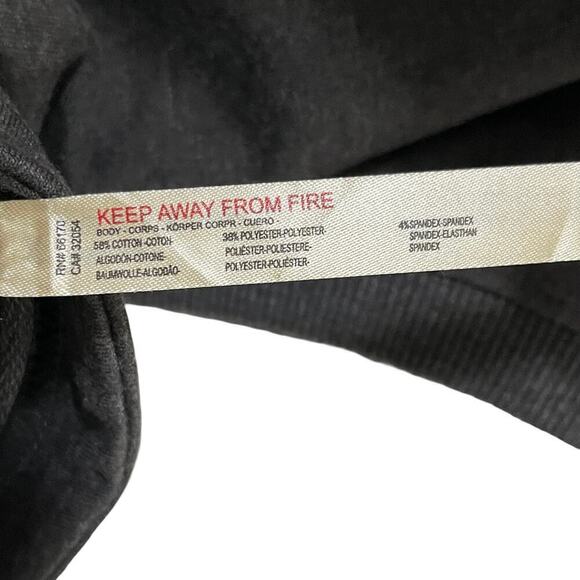 RN# 66170
CA# 32054
KEEP AWAY FROM FIRE
BODY - CORPS - KÖRPER CORPR - CUERO -
58% COTTON -COTON-
ALGODÓN-COTONE-
BAUMWOLLE-ALGODÃO-
38% POLYESTER-POLYESTER-
POLIÉSTER-POLIESTERE-
POLYESTER-POLIÉSTER-
4%SPANDEX-SPANDEX
SPANDEX-ELASTHAN
SPANDEX